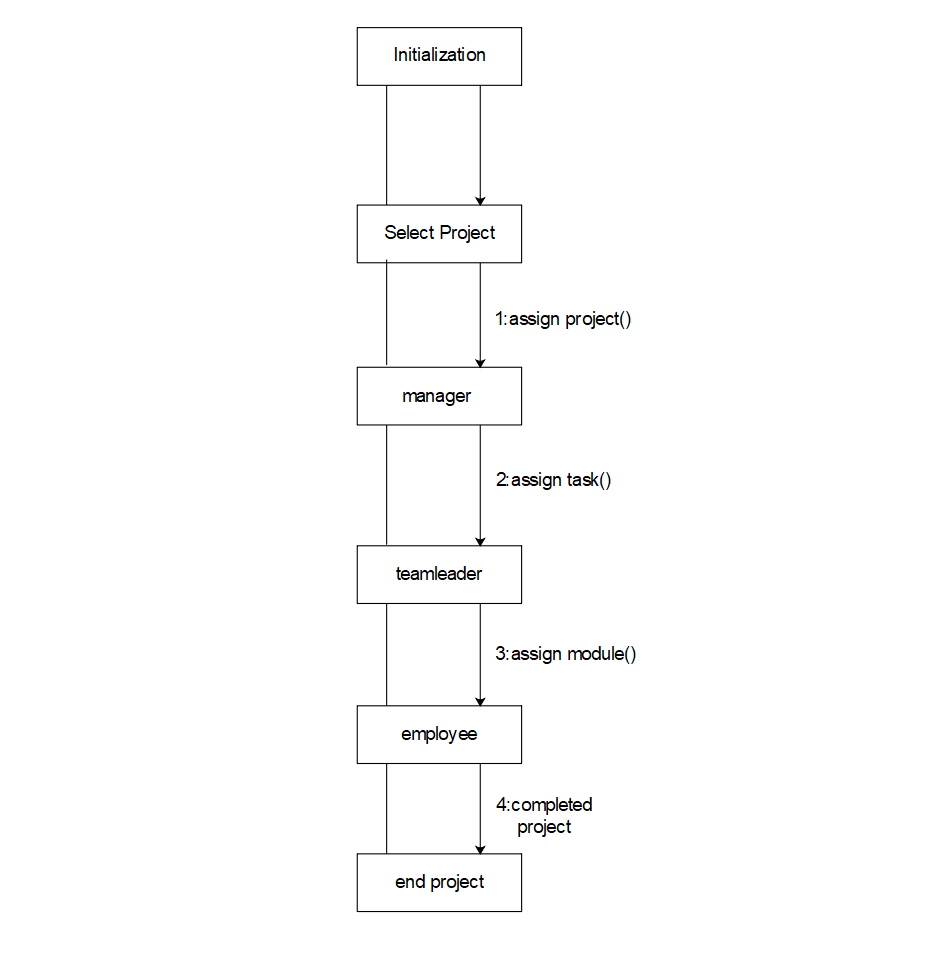 Initialization
Select Project
1:assign project()
manager
2:assign task()
teamleader
3:assign module()
employee
4:completed
project
end project